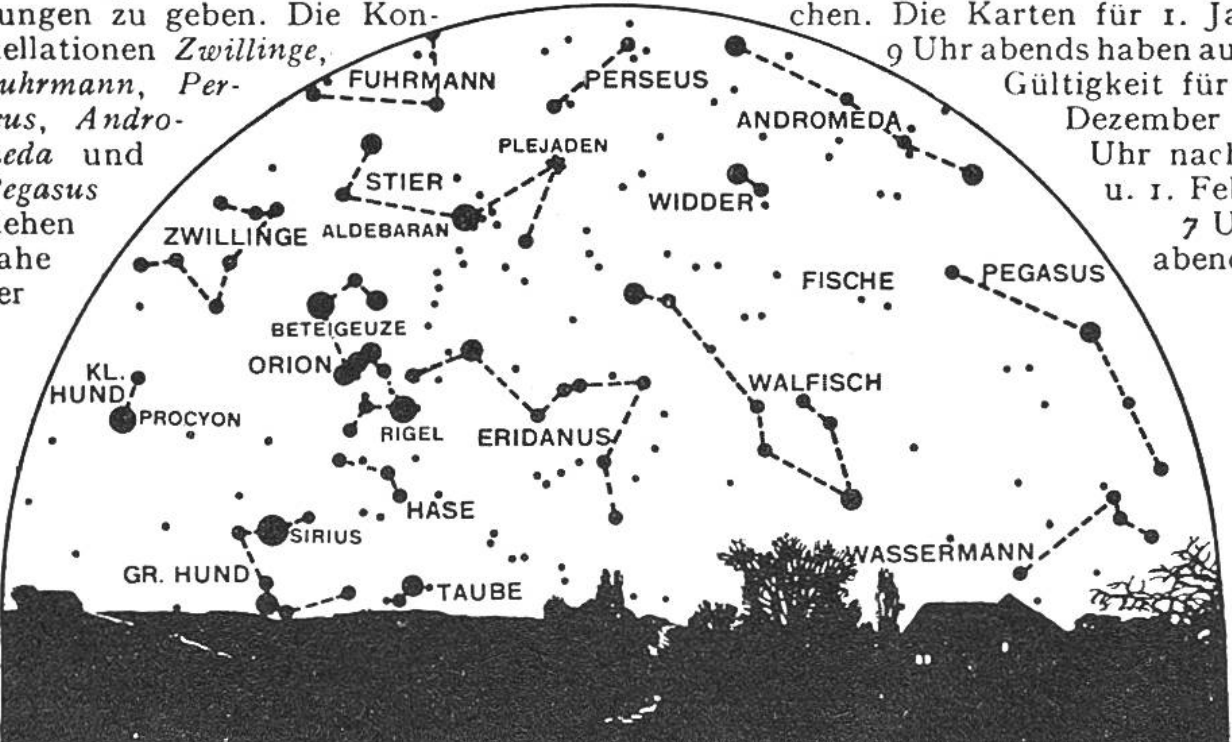 ungen zu geben. Die Kon-
ellationen Zwillinge,
uhrmann, Per-
eus, Andro-
eda und
Pegasus
ehen
ahe
er
chen. Die Karten für 1. Ja
9 Uhr abends haben au
Gültigkeit für
Dezember
Uhr nach
u. 1. Fe
7 U
abend
FUHRMANN
PERSEUS
ANDROMEDA
PLEJADEN
STIER
WIDDER
ZWILLINGE
ALDEBARAN
FISCHE
PEGASUS
BETEIGEUZE
ORION
KL.
HUND
PROCYON
RIGEL
ERIDANUS
WALFISCH
HASE
SIRIUS
GR. HUND
TAUBE
WASSERMANN